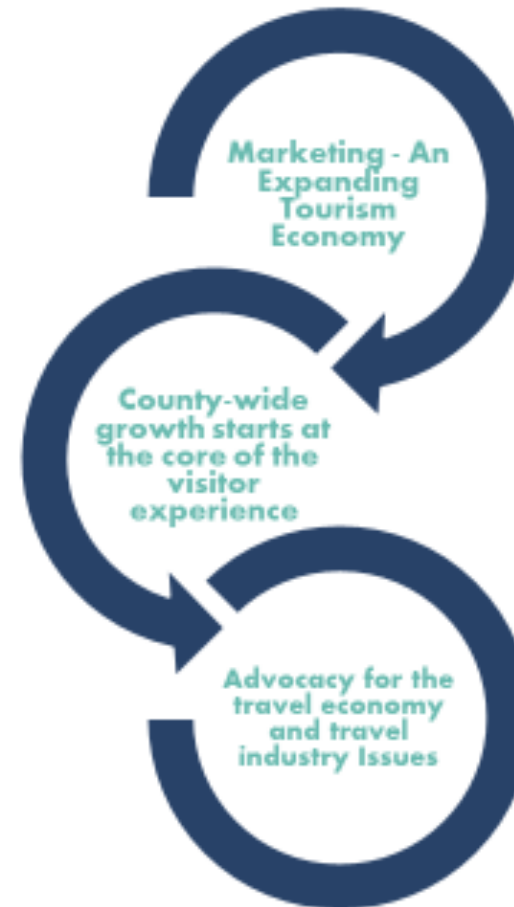 Marketing - An
Expanding
Tourism
Economy
County-wide
growth starts at
the core of the
visitor
experience
Advocacy for the
travel economy
and travel
industry Issues